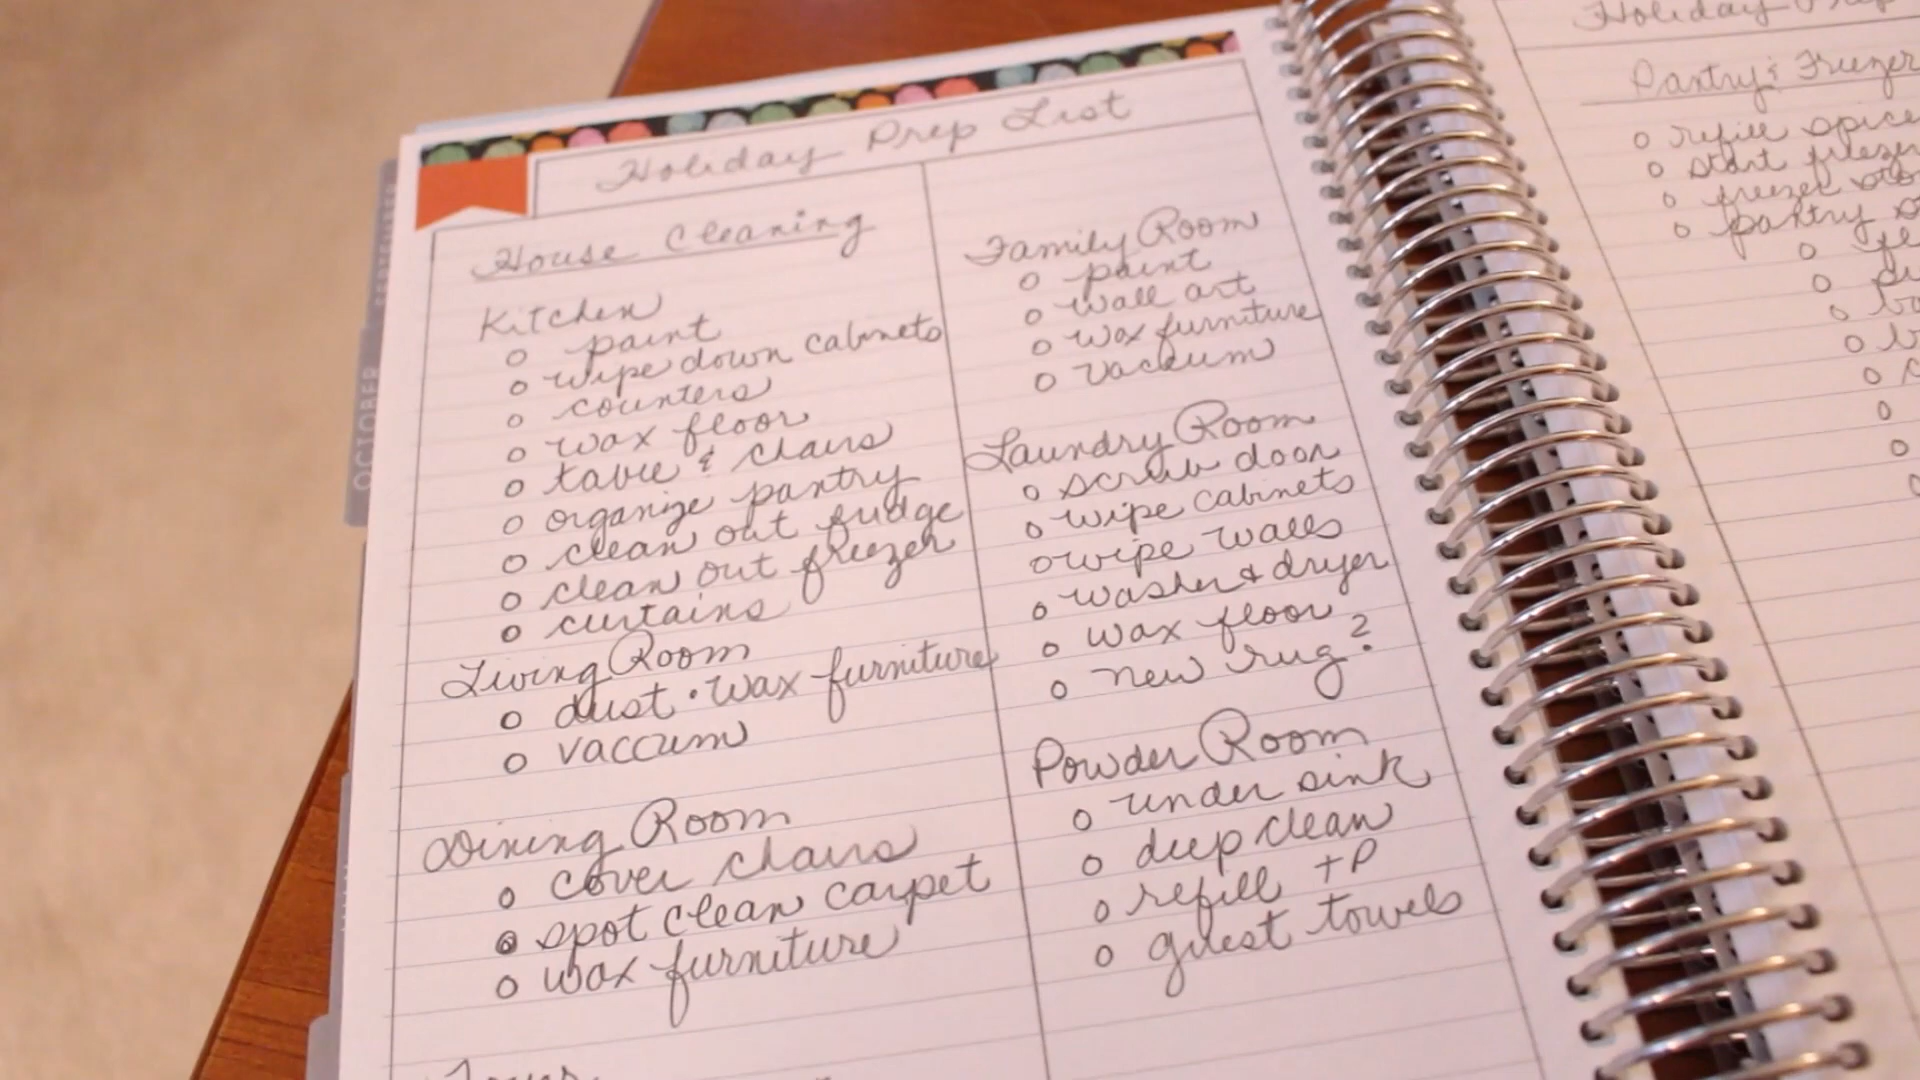 Holiday Prep List
House Cleaning
Kitchen
o paint
o wipe down cabinets
o counters
o wax floor
o table & chairs
o organize pantry
o clean out fridge
o clean out freezer
o curtains
Living Room
o dust • wax furniture
o vaccum
Dining Room
o cover chairs
o spot clean carpet
o wax furniture
Family Room
o paint
o wall art
o wax furniture
o vackum
Laundry Room
o scrub door
o wipe cabinets
o wipe walls
o washer & dryer
o wax floor
o new rug?
Powder Room
o under sink
o deep clean
o refill TP
o guest towels
OCTOBER
Holiday Prep
Pantry & Freezer
o refill spice
o start freezer
o freezer
o pantry